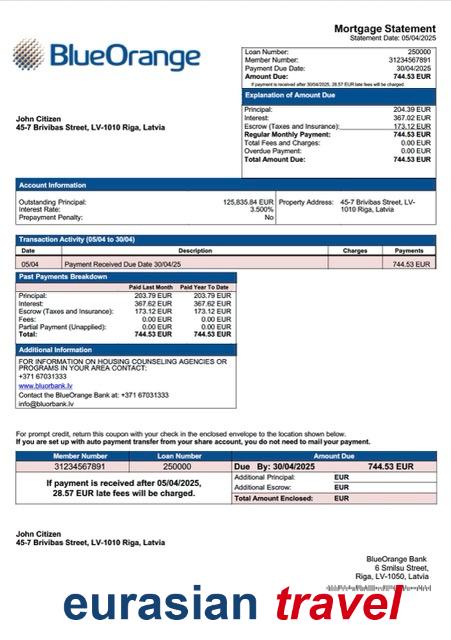 Mortgage Statement
Statement Date: 05/04/2025
BlueOrange
Loan Number: 250000
Member Number: 31234567891
Payment Due Date: 30/04/2025
Amount Due: 744.53 EUR
If payment is received after 30/04/2025, 28.57 EUR late fees will be charged
Explanation of Amount Due
John Citizen
45-7 Brivibas Street, LV-1010 Riga, Latvia
Principal: 204.39 EUR
Interest: 367.02 EUR
Escrow (Taxes and Insurance): 173.12 EUR
Regular Monthly Payment: 744.53 EUR
Total Fees and Charges: 0.00 EUR
Overdue Payment: 0.00 EUR
Total Amount Due: 744.53 EUR
Account Information
Outstanding Principal: 125,835.84 EUR
Interest Rate: 3.500%
Prepayment Penalty: No
Property Address: 45-7 Brivibas Street, LV-
1010 Riga, Latvia
Transaction Activity (05/04 to 30/04)
Date Description Charges Payments
05/04 Payment Received Due Date 30/04/25 744.53 EUR
Past Payments Breakdown
Paid Last Month Paid Year To Date
Principal: 203.79 EUR 203.79 EUR
Interest: 367.62 EUR 367.62 EUR
Escrow (Taxes and Insurance): 173.12 EUR 173.12 EUR
Fees: 0.00 EUR 0.00 EUR
Partial Payment (Unapplied): 0.00 EUR 0.00 EUR
Total: 744.53 EUR 744.53 EUR
Additional Information
FOR INFORMATION ON HOUSING COUNSELING AGENCIES OR
PROGRAMS IN YOUR AREA CONTACT:
+371 67031333
www.bluorbank.lv
Contact the BlueOrange Bank at: +371 67031333
info@bluorbank.lv
For prompt credit, return this coupon with your check in the enclosed envelope to the location shown below.
If you are set up with auto payment transfer from your share account, you do not need to mail your payment.
Member Number Loan Number Amount Due
31234567891 250000 Due By: 30/04/2025 744.53 EUR
If payment is received after 05/04/2025,
28.57 EUR late fees will be charged.
Additional Principal: EUR
Additional Escrow: EUR
Total Amount Enclosed: EUR
John Citizen
45-7 Brivibas Street, LV-1010 Riga, Latvia
BlueOrange Bank
6 Smilsu Street,
Riga, LV-1050, Latvia
eurasian travel